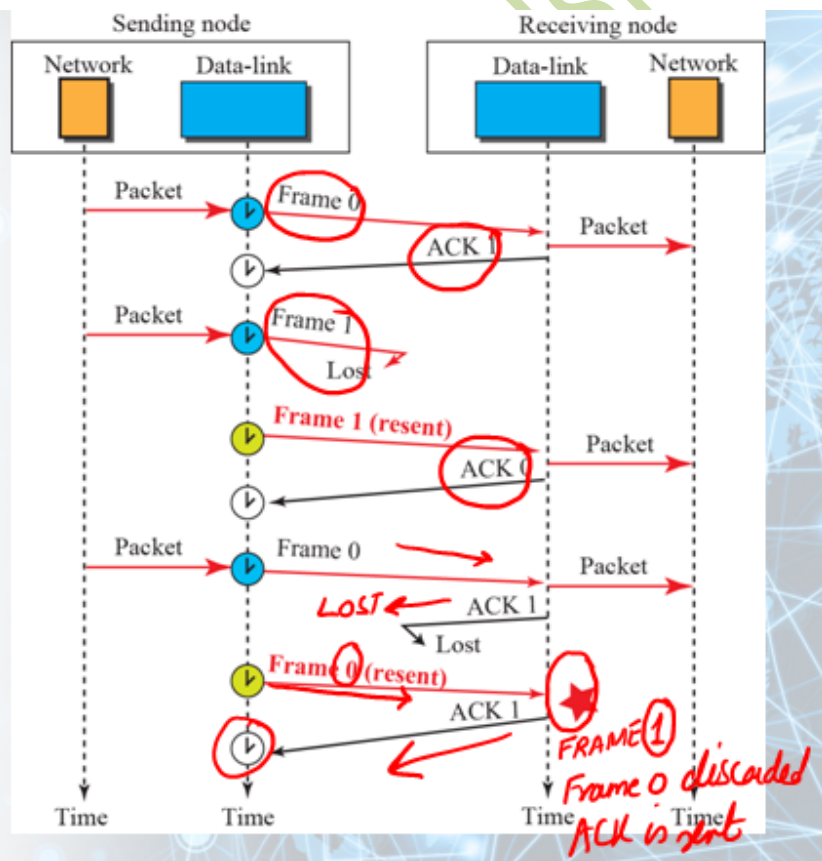 Sending node
Receiving node
Network
Data-link
Data-link
Network
Packet
Frame 0
Packet
ACK 1
Packet
Frame 1
Lost
Frame 1 (resent)
Packet
ACK 0
Packet
Frame 0
Packet
LOST
ACK 1
Lost
Frame 0 (resent)
ACK 1
FRAME 1
Frame 0 discarded
ACK is sent
Time
Time
Time
Time